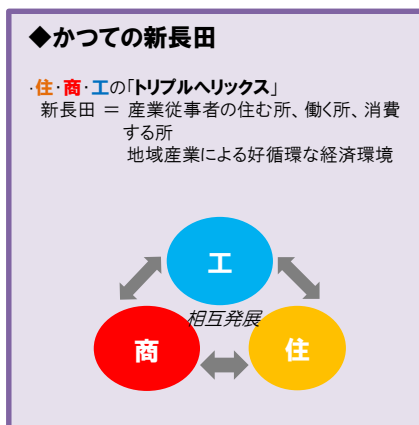 ◆かつての新長田
・住・商・工の「トリプルヘリックス」
新長田 ＝ 産業従事者の住む所、働く所、消費
する所
地域産業による好循環な経済環境
工
相互発展
商
住